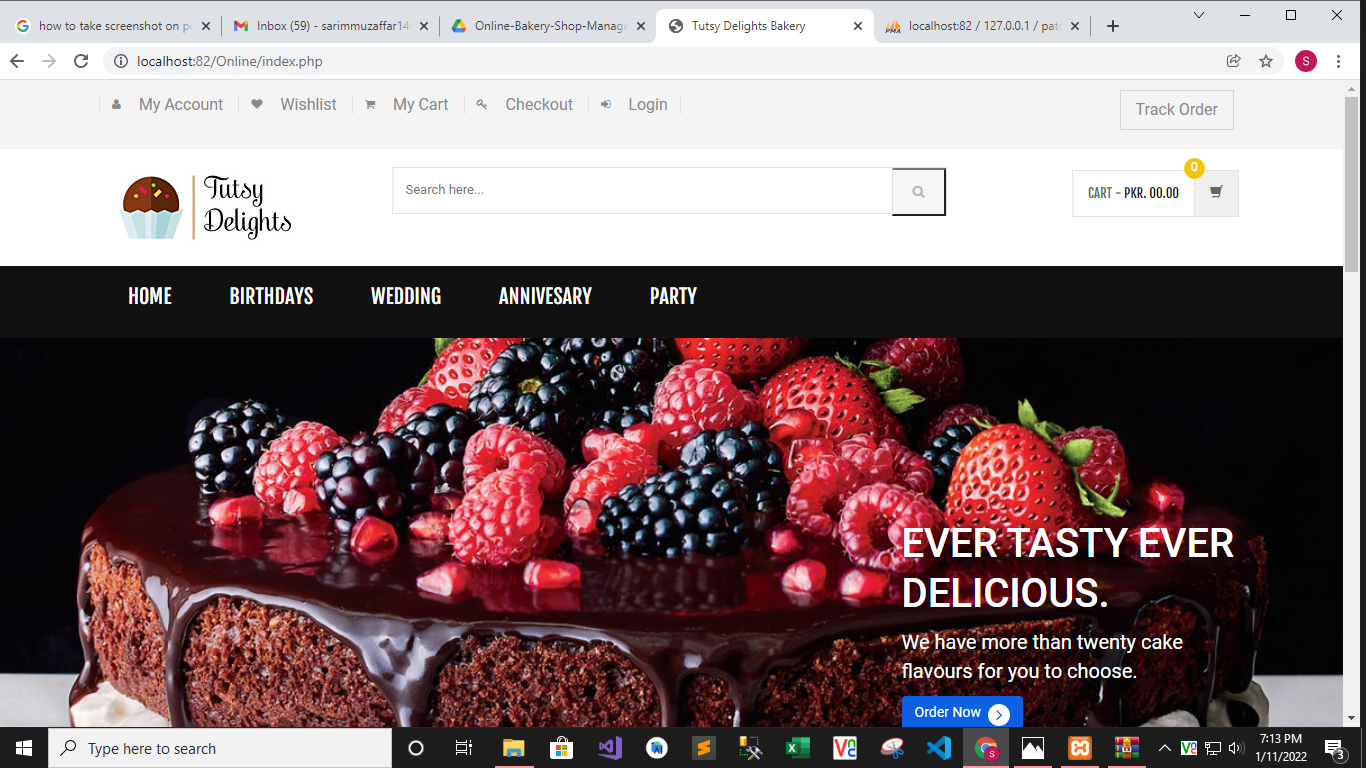 how to take screenshot on pc
Inbox (59) - sarimmuzaffar14
Online-Bakery-Shop-Manage
Tutsy Delights Bakery
localhost:82 / 127.0.0.1 / pato
localhost:82/Online/index.php
S
My Account
Wishlist
My Cart
Checkout
Login
Track Order
Tutsy
Delights
Search here...
0
CART - PKR. 00.00
HOME
BIRTHDAYS
WEDDING
ANNIVESARY
PARTY
EVER TASTY EVER
DELICIOUS.
We have more than twenty cake
flavours for you to choose.
Order Now
Type here to search
7:13 PM
1/11/2022
3